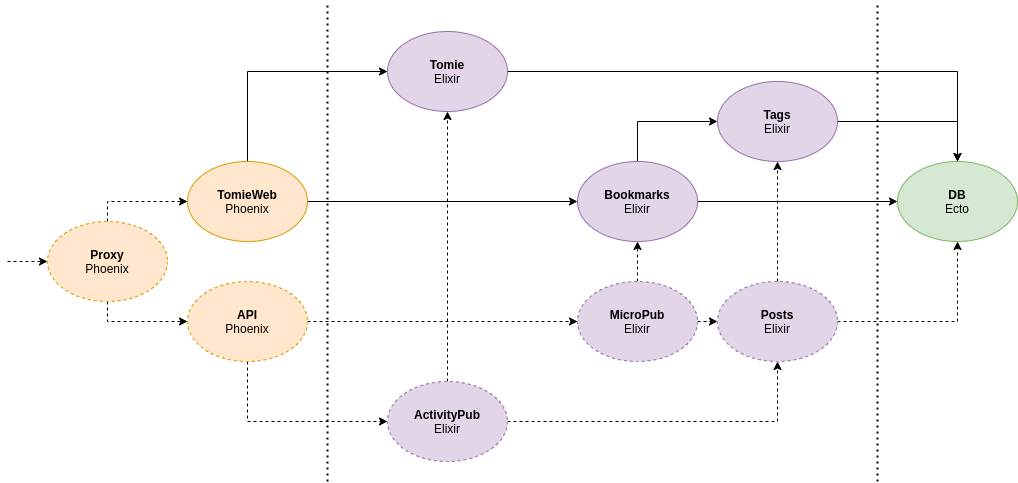 Tomie
Elixir
Tags
Elixir
TomieWeb
Phoenix
Bookmarks
Elixir
DB
Ecto
Proxy
Phoenix
API
Phoenix
MicroPub
Elixir
Posts
Elixir
ActivityPub
Elixir